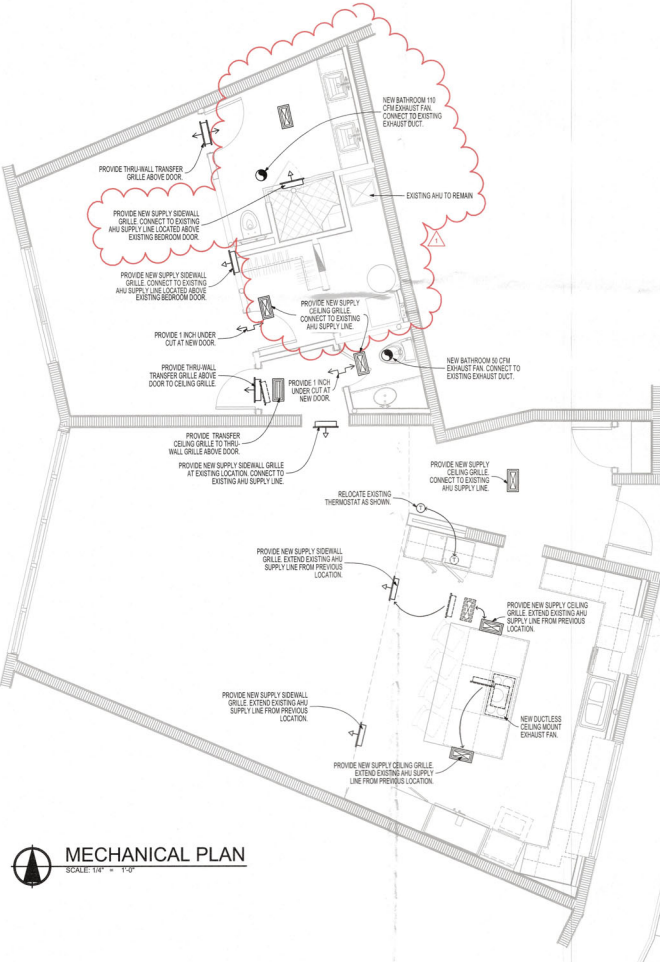 NEW BATHROOM 110
CFM EXHAUST FAN.
CONNECT TO EXISTING
EXHAUST DUCT.
PROVIDE THRU-WALL TRANSFER
GRILLE ABOVE DOOR.
EXISTING AHU TO REMAIN
PROVIDE NEW SUPPLY SIDEWALL
GRILLE. CONNECT TO EXISTING
AHU SUPPLY LINE LOCATED ABOVE
EXISTING BEDROOM DOOR.
1
PROVIDE NEW SUPPLY SIDEWALL
GRILLE. CONNECT TO EXISTING
AHU SUPPLY LINE LOCATED ABOVE
EXISTING BEDROOM DOOR.
PROVIDE NEW SUPPLY
CEILING GRILLE.
CONNECT TO EXISTING
AHU SUPPLY LINE.
PROVIDE 1 INCH UNDER
CUT AT NEW DOOR.
NEW BATHROOM 50 CFM
EXHAUST FAN. CONNECT TO
EXISTING EXHAUST DUCT.
PROVIDE THRU-WALL
TRANSFER GRILLE ABOVE
DOOR TO CEILING GRILLE.
PROVIDE 1 INCH
UNDER CUT AT
NEW DOOR.
PROVIDE TRANSFER
CEILING GRILLE TO THRU-
WALL GRILLE ABOVE DOOR.
PROVIDE NEW SUPPLY SIDEWALL GRILLE
AT EXISTING LOCATION. CONNECT TO
EXISTING AHU SUPPLY LINE.
PROVIDE NEW SUPPLY
CEILING GRILLE.
CONNECT TO EXISTING
AHU SUPPLY LINE.
RELOCATE EXISTING
THERMOSTAT AS SHOWN.
T
T
PROVIDE NEW SUPPLY SIDEWALL
GRILLE. EXTEND EXISTING AHU
SUPPLY LINE FROM PREVIOUS
LOCATION.
PROVIDE NEW SUPPLY CEILING
GRILLE. EXTEND EXISTING AHU
SUPPLY LINE FROM PREVIOUS
LOCATION.
PROVIDE NEW SUPPLY SIDEWALL
GRILLE. EXTEND EXISTING AHU
SUPPLY LINE FROM PREVIOUS
LOCATION.
NEW DUCTLESS
CEILING MOUNT
EXHAUST FAN.
PROVIDE NEW SUPPLY CEILING GRILLE.
EXTEND EXISTING AHU SUPPLY
LINE FROM PREVIOUS LOCATION.
MECHANICAL PLAN
SCALE: 1/4" = 1'-0"